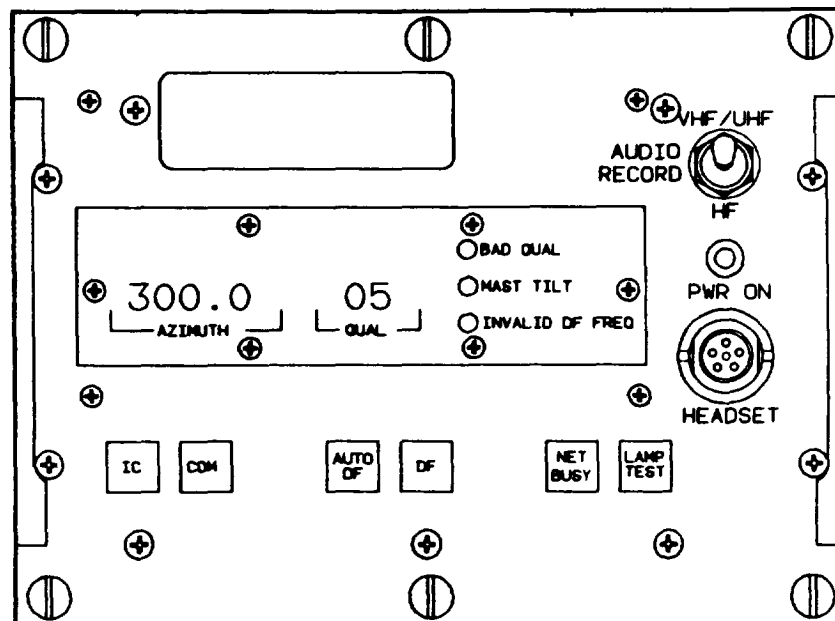 VHF/UHF
AUDIO
RECORD
HF
BAD QUAL
300.0
05
MAST TILT
PWR ON
AZIMUTH
QUAL
INVALID DF FREQ
HEADSET
IC
COM
AUTO
DF
DF
NET
BUSY
LAMP
TEST